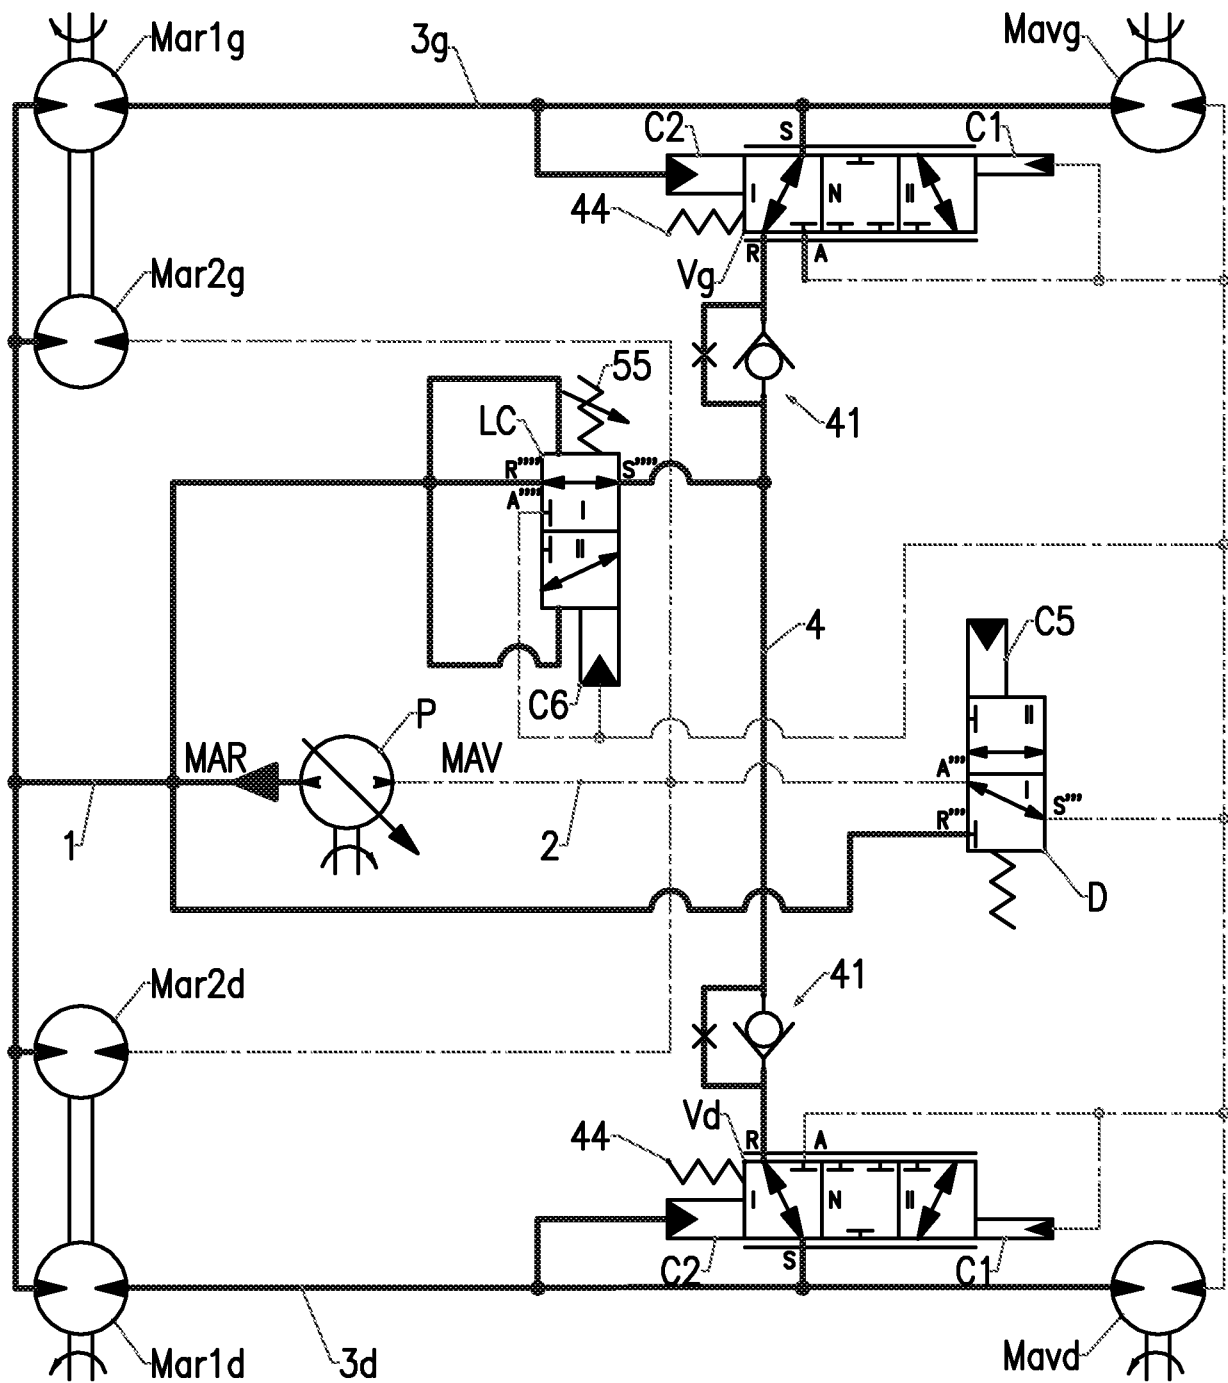 Mar1g
3g
Mavg
C2
S
C1
I
N
II
44
R
A
Vg
Mar2g
55
41
LC
R''''
S''''
A''''
I
II
4
C5
C6
P
II
MAR
MAV
A'''
I
S'''
R'''
1
2
D
41
Mar2d
Vd
44
R
A
I
N
II
S
C2
C1
Mar1d
3d
Mavd